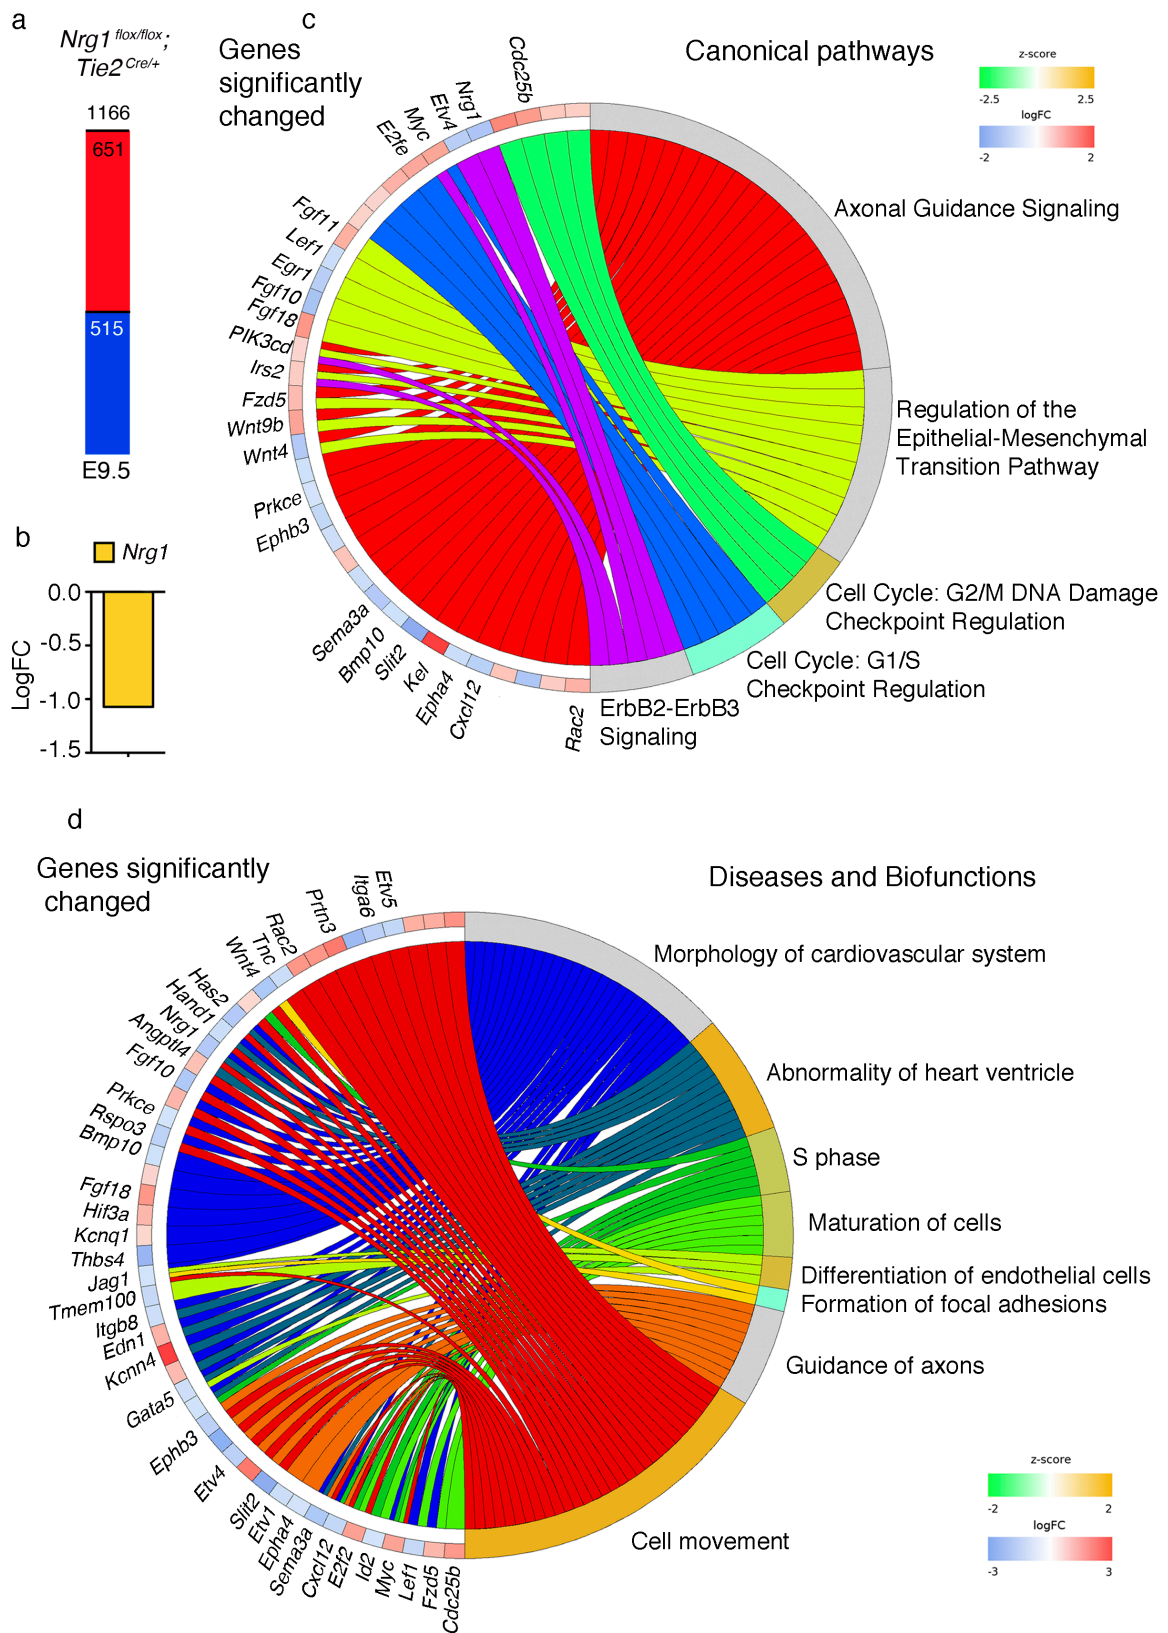 a
Nrg1 flox/flox;
Tie2 Cre/+
1166
651
515
E9.5
b
Nrg1
0.0
-0.5
-1.0
-1.5
LogFC
c
Genes
significantly
changed
Canonical pathways
z-score
-2.5 2.5
logFC
-2 2
Cdc25b
Nrg1
Etv4
Myc
E2fe
Fgf11
Lef1
Egr1
Fgf10
Fgf18
PIK3cd
Irs2
Fzd5
Wnt9b
Wnt4
Prkce
Ephb3
Sema3a
Bmp10
Slit2
Kel
Epha4
Cxcl12
Rac2
Axonal Guidance Signaling
Regulation of the
Epithelial-Mesenchymal
Transition Pathway
Cell Cycle: G2/M DNA Damage
Checkpoint Regulation
Cell Cycle: G1/S
Checkpoint Regulation
ErbB2-ErbB3
Signaling
d
Genes significantly
changed
Diseases and Biofunctions
Etv5
Itga6
Prtn3
Rac2
Tnc
Wnt4
Has2
Hand1
Nrg1
Angptl4
Fgf10
Prkce
Rspo3
Bmp10
Fgf18
Hif3a
Kcnq1
Thbs4
Jag1
Tmem100
Itgb8
Edn1
Kcnn4
Gata5
Ephb3
Etv4
Slit2
Etv1
Epha4
Sema3a
Cxcl12
E2f2
Id2
Myc
Lef1
Fzd5
Cdc25b
Morphology of cardiovascular system
Abnormality of heart ventricle
S phase
Maturation of cells
Differentiation of endothelial cells
Formation of focal adhesions
Guidance of axons
Cell movement
z-score
-2 2
logFC
-3 3